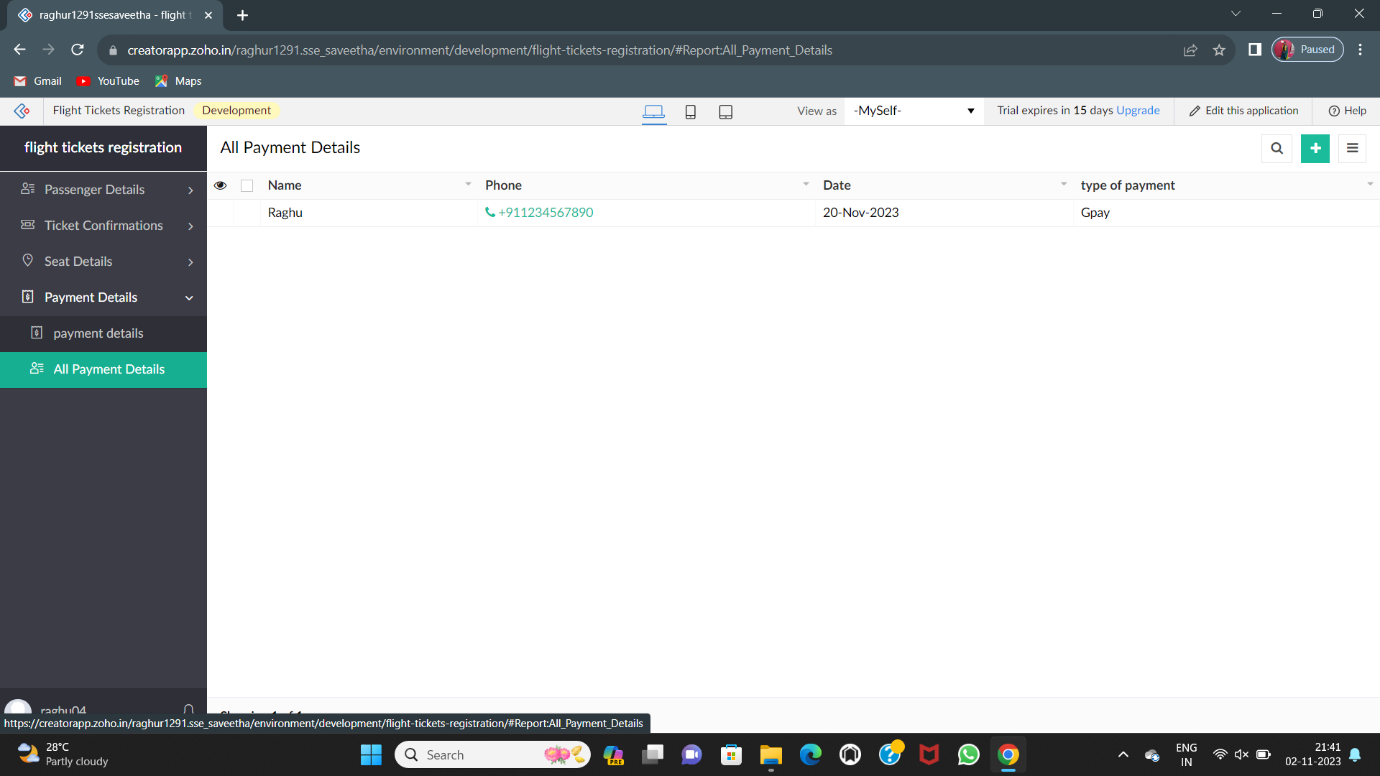 raghur1291ssesaveetha - flight t
creatorapp.zoho.in/raghur1291.sse_saveetha/environment/development/flight-tickets-registration/#Report:All_Payment_Details
Paused
Gmail YouTube Maps
Flight Tickets Registration Development View as -MySelf- Trial expires in 15 days Upgrade Edit this application Help
flight tickets registration
All Payment Details
Name Phone Date type of payment
Raghu +911234567890 20-Nov-2023 Gpay
Passenger Details
Ticket Confirmations
Seat Details
Payment Details
payment details
All Payment Details
raghu04
https://creatorapp.zoho.in/raghur1291.sse_saveetha/environment/development/flight-tickets-registration/#Report:All_Payment_Details
28°C
Partly cloudy
Search
PRE
ENG
IN
21:41
02-11-2023